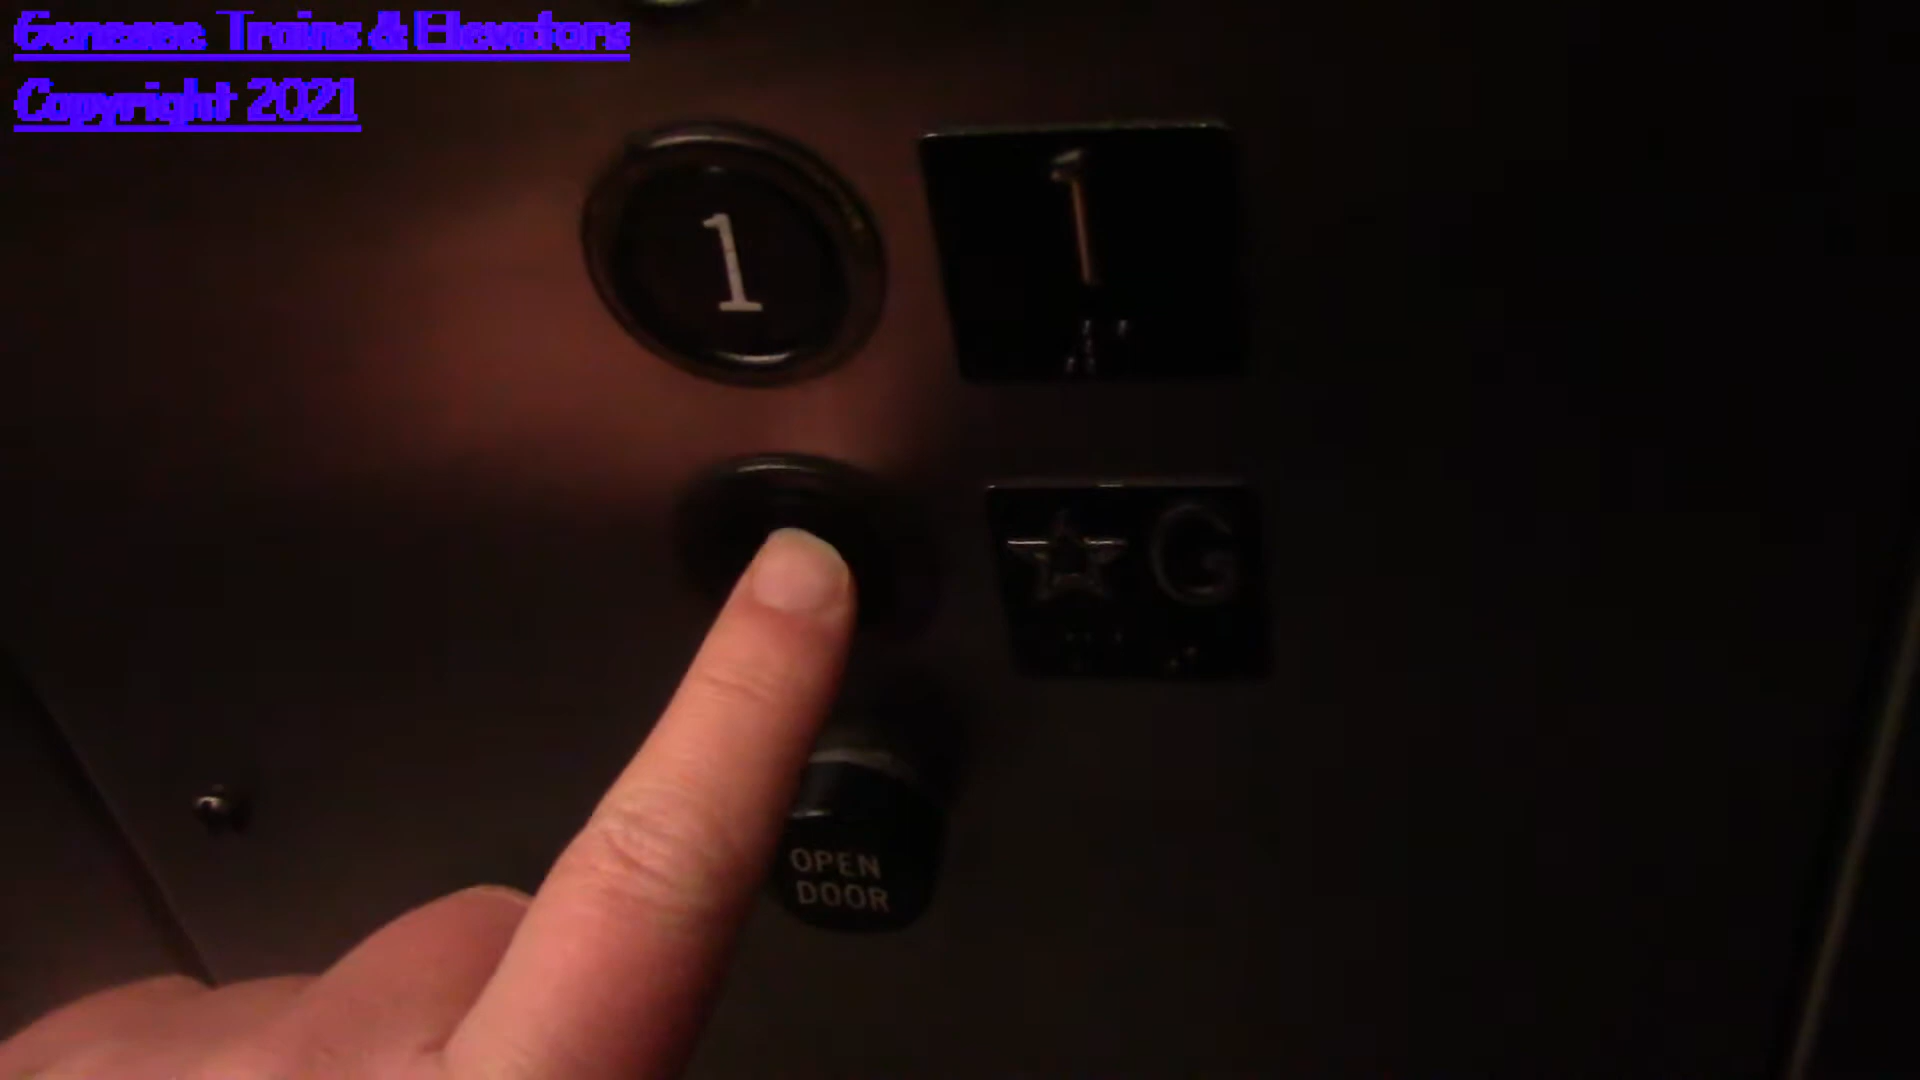 Genesee Trains & Elevators
Copyright 2021
1 1
☆ G
OPEN
DOOR